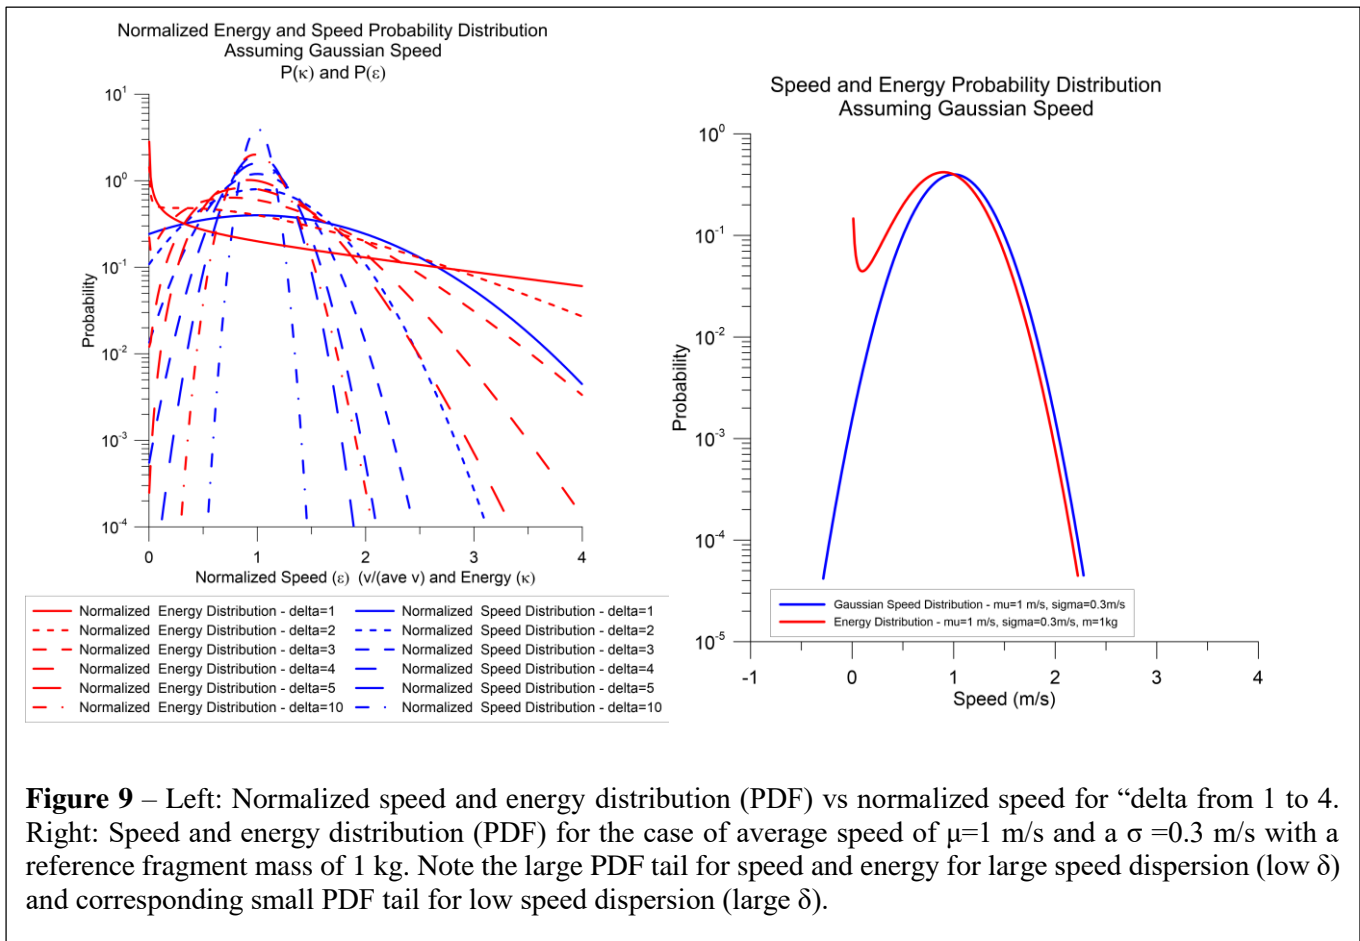 Normalized Energy and Speed Probability Distribution
Assuming Gaussian Speed
P(κ) and P(ε)
10¹
10⁰
10⁻¹
10⁻²
10⁻³
10⁻⁴
Probability
0
1
2
3
4
Normalized Speed (ε) (v/(ave v) and Energy (κ)
Normalized Energy Distribution - delta=1
Normalized Energy Distribution - delta=2
Normalized Energy Distribution - delta=3
Normalized Energy Distribution - delta=4
Normalized Energy Distribution - delta=5
Normalized Energy Distribution - delta=10
Normalized Speed Distribution - delta=1
Normalized Speed Distribution - delta=2
Normalized Speed Distribution - delta=3
Normalized Speed Distribution - delta=4
Normalized Speed Distribution - delta=5
Normalized Speed Distribution - delta=10
Speed and Energy Probability Distribution
Assuming Gaussian Speed
10⁰
10⁻¹
10⁻²
10⁻³
10⁻⁴
10⁻⁵
Probability
Gaussian Speed Distribution - mu=1 m/s, sigma=0.3m/s
Energy Distribution - mu=1 m/s, sigma=0.3m/s, m=1kg
-1
0
1
2
3
4
Speed (m/s)
Figure 9 – Left: Normalized speed and energy distribution (PDF) vs normalized speed for “delta from 1 to 4.
Right: Speed and energy distribution (PDF) for the case of average speed of μ=1 m/s and a σ =0.3 m/s with a
reference fragment mass of 1 kg. Note the large PDF tail for speed and energy for large speed dispersion (low δ)
and corresponding small PDF tail for low speed dispersion (large δ).